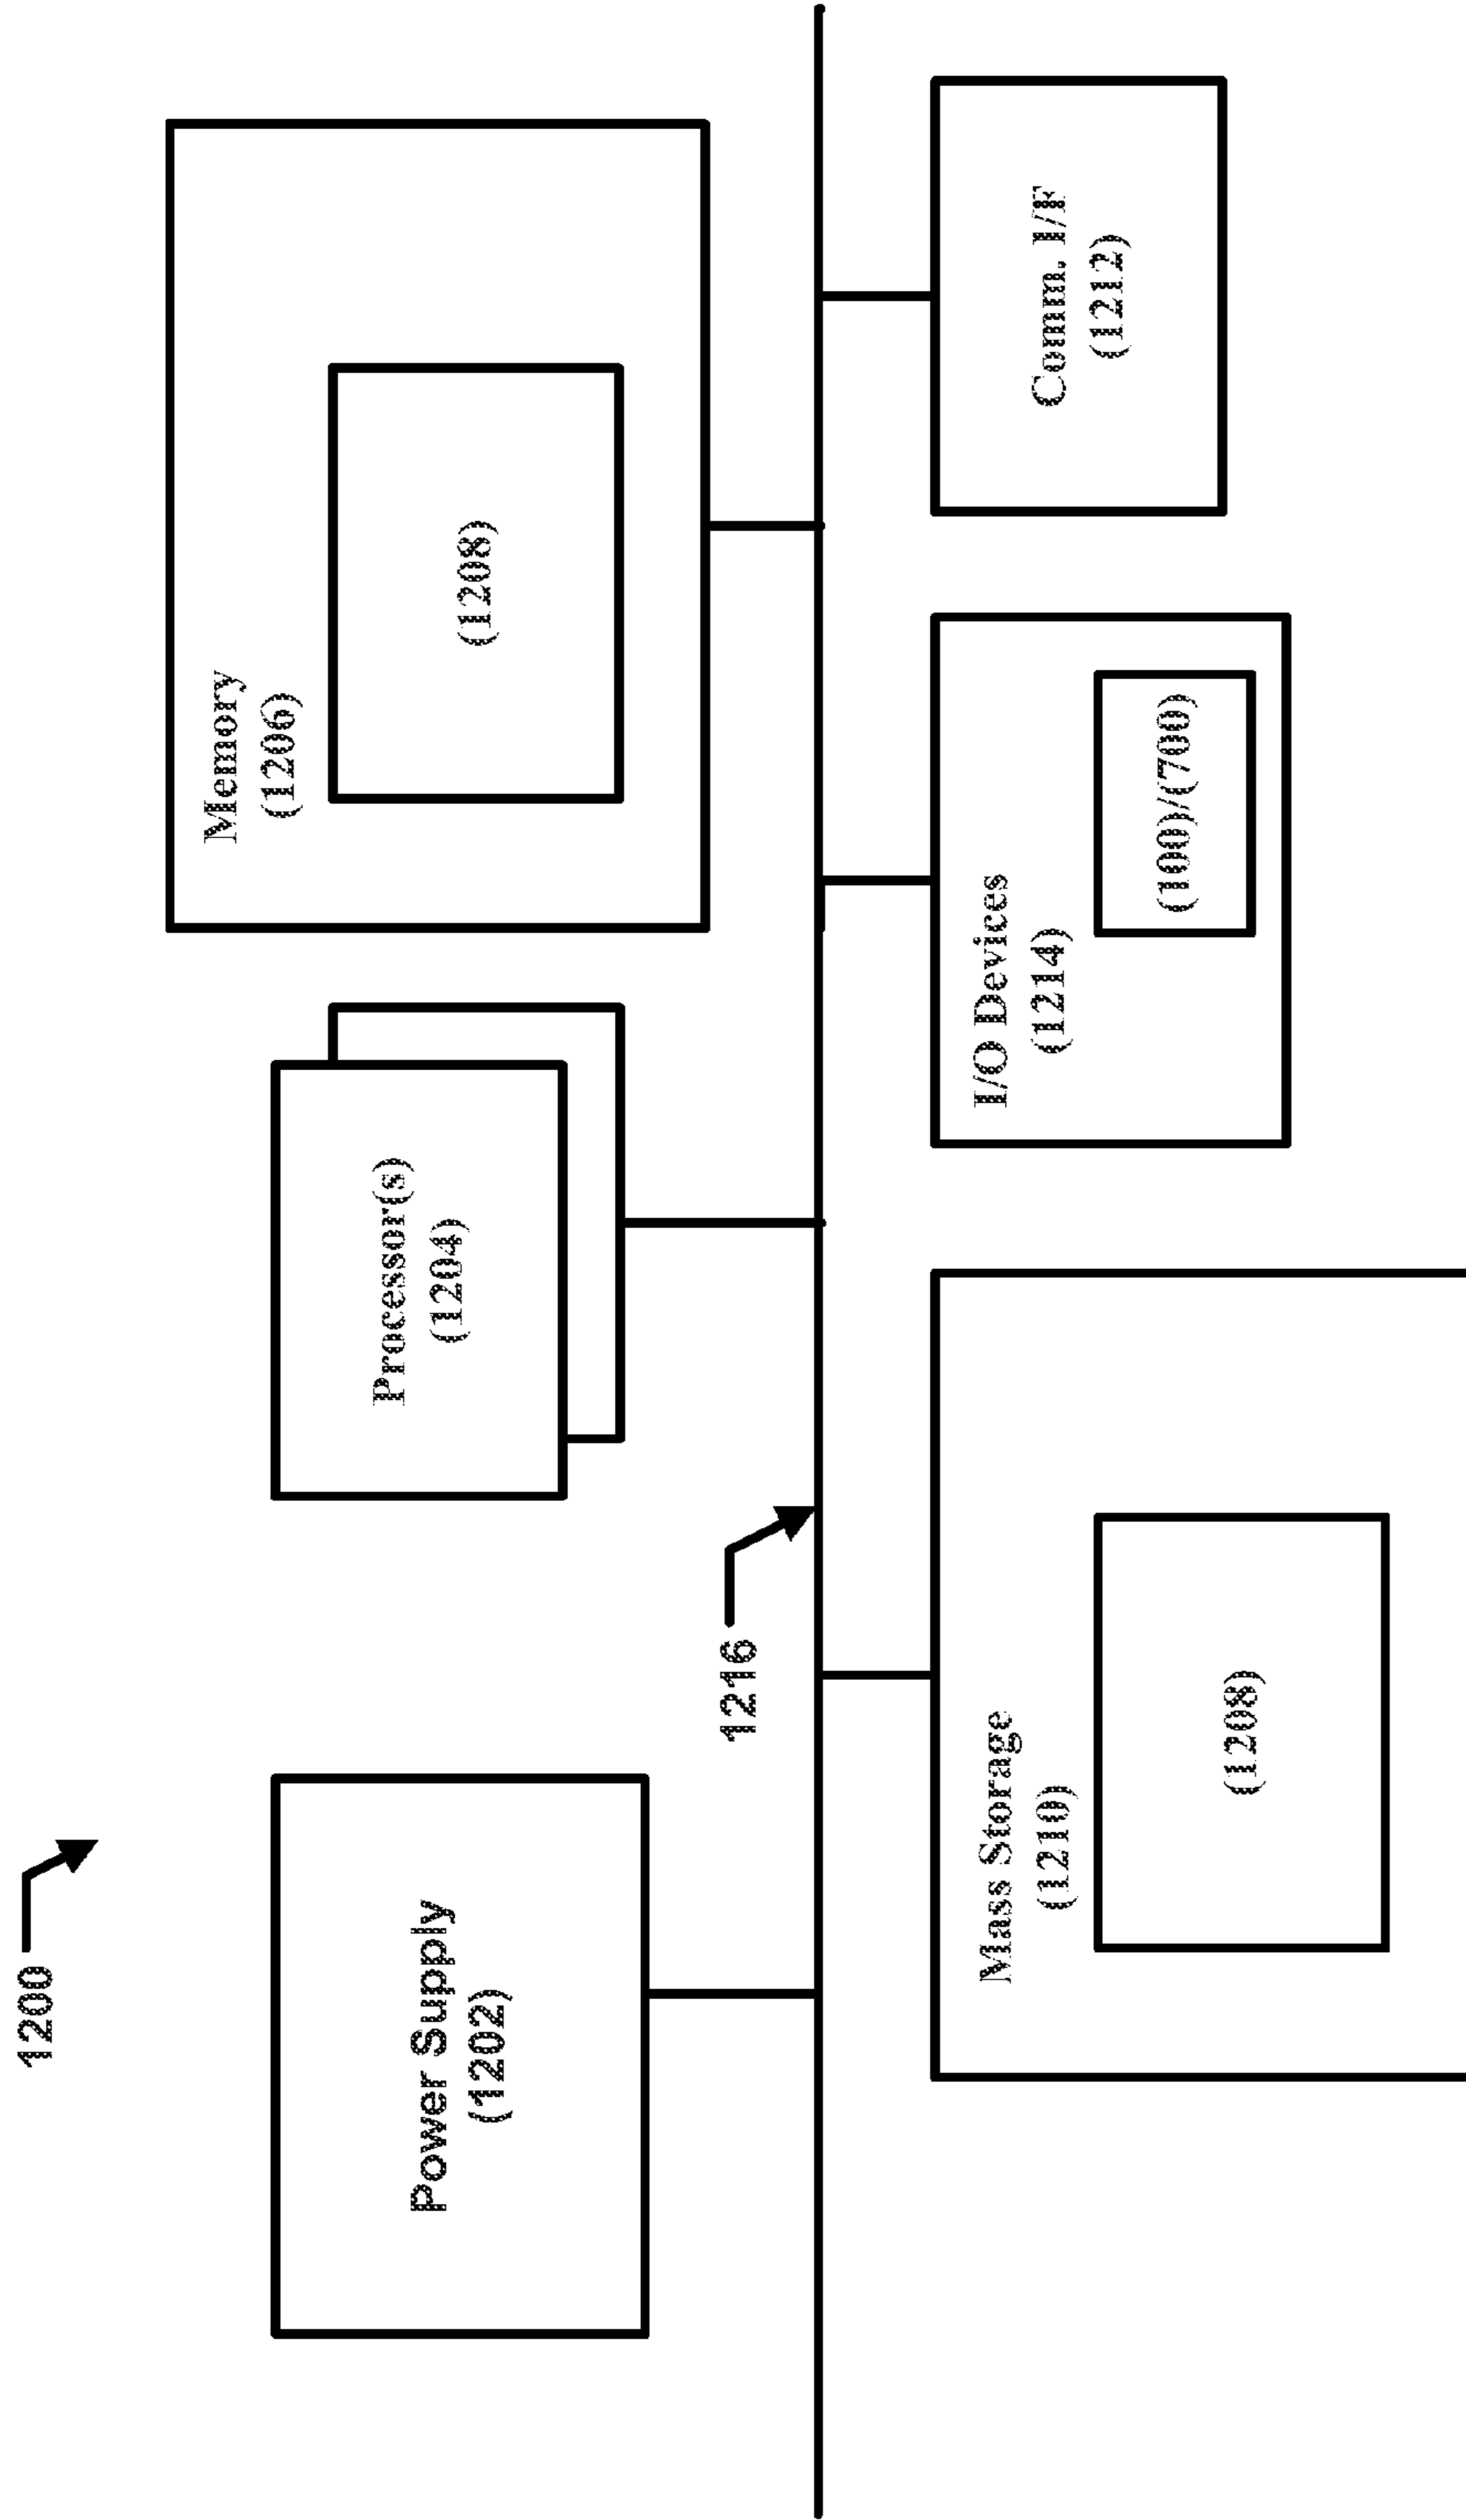 1200
Power Supply
(1202)
Processor(s)
(1204)
Memory
(1206)
(1208)
1216
Mass Storage
(1210)
(1208)
I/O Devices
(1214)
(100)/(700)
Comm. I/F
(1212)